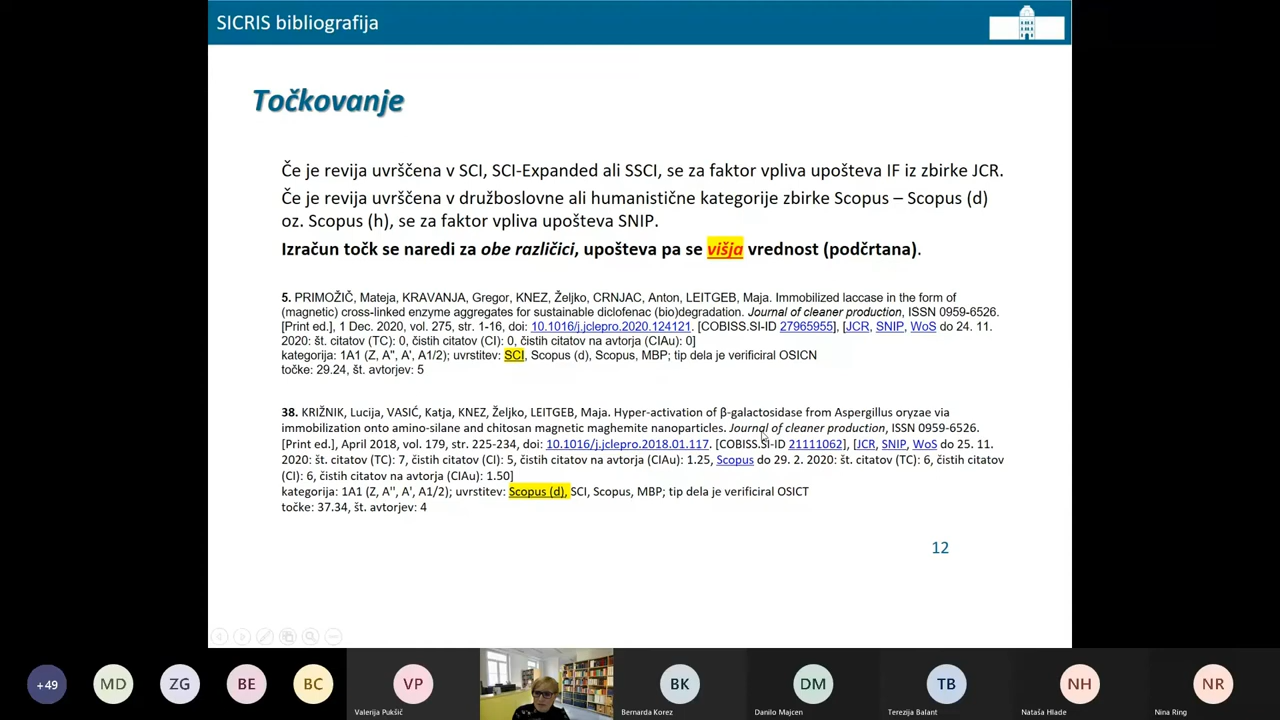 SICRIS bibliografija
Točkovanje
Če je revija uvrščena v SCI, SCI-Expanded ali SSCI, se za faktor vpliva upošteva IF iz zbirke JCR.
Če je revija uvrščena v družboslovne ali humanistične kategorije zbirke Scopus – Scopus (d)
oz. Scopus (h), se za faktor vpliva upošteva SNIP.
Izračun točk se naredi za obe različici, upošteva pa se višja vrednost (podčrtana).
5. PRIMOŽIČ, Mateja, KRAVANJA, Gregor, KNEZ, Željko, CRNJAC, Anton, LEITGEB, Maja. Immobilized laccase in the form of
(magnetic) cross-linked enzyme aggregates for sustainable diclofenac (bio)degradation. Journal of cleaner production, ISSN 0959-6526.
[Print ed.], 1 Dec. 2020, vol. 275, str. 1-16, doi: 10.1016/j.jclepro.2020.124121. [COBISS.SI-ID 27965955], [JCR, SNIP, WoS do 24. 11.
2020: št. citatov (TC): 0, čistih citatov (CI): 0, čistih citatov na avtorja (CIAu): 0]
kategorija: 1A1 (Z, A'', A', A1/2); uvrstitev: SCI, Scopus (d), Scopus, MBP; tip dela je verificiral OSICN
točke: 29.24, št. avtorjev: 5
38. KRIŽNIK, Lucija, VASIĆ, Katja, KNEZ, Željko, LEITGEB, Maja. Hyper-activation of β-galactosidase from Aspergillus oryzae via
immobilization onto amino-silane and chitosan magnetic maghemite nanoparticles. Journal of cleaner production, ISSN 0959-6526.
[Print ed.], April 2018, vol. 179, str. 225-234, doi: 10.1016/j.jclepro.2018.01.117. [COBISS.SI-ID 21111062], [JCR, SNIP, WoS do 25. 11.
2020: št. citatov (TC): 7, čistih citatov (CI): 5, čistih citatov na avtorja (CIAu): 1.25, Scopus do 29. 2. 2020: št. citatov (TC): 6, čistih citatov
(CI): 6, čistih citatov na avtorja (CIAu): 1.50]
kategorija: 1A1 (Z, A'', A', A1/2); uvrstitev: Scopus (d), SCI, Scopus, MBP; tip dela je verificiral OSICT
točke: 37.34, št. avtorjev: 4
12
+49
MD
ZG
BE
BC
VP
BK
DM
TB
NH
NR
Valerija Pukšič
Bernarda Korez
Danilo Majcen
Terezija Balant
Nataša Hlade
Nina Ring